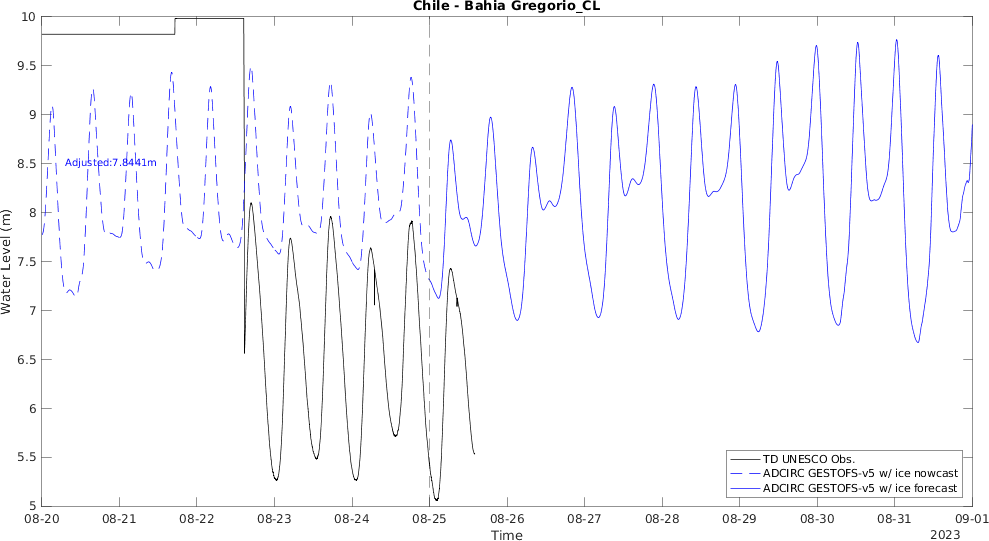 Chile - Bahia Gregorio_CL
Water Level (m)
10
9.5
9
8.5
8
7.5
7
6.5
6
5.5
5
Adjusted:7.8441m
TD UNESCO Obs.
ADCIRC GESTOFS-v5 w/ ice nowcast
ADCIRC GESTOFS-v5 w/ ice forecast
08-20 08-21 08-22 08-23 08-24 08-25 08-26 08-27 08-28 08-29 08-30 08-31 09-01
Time
2023